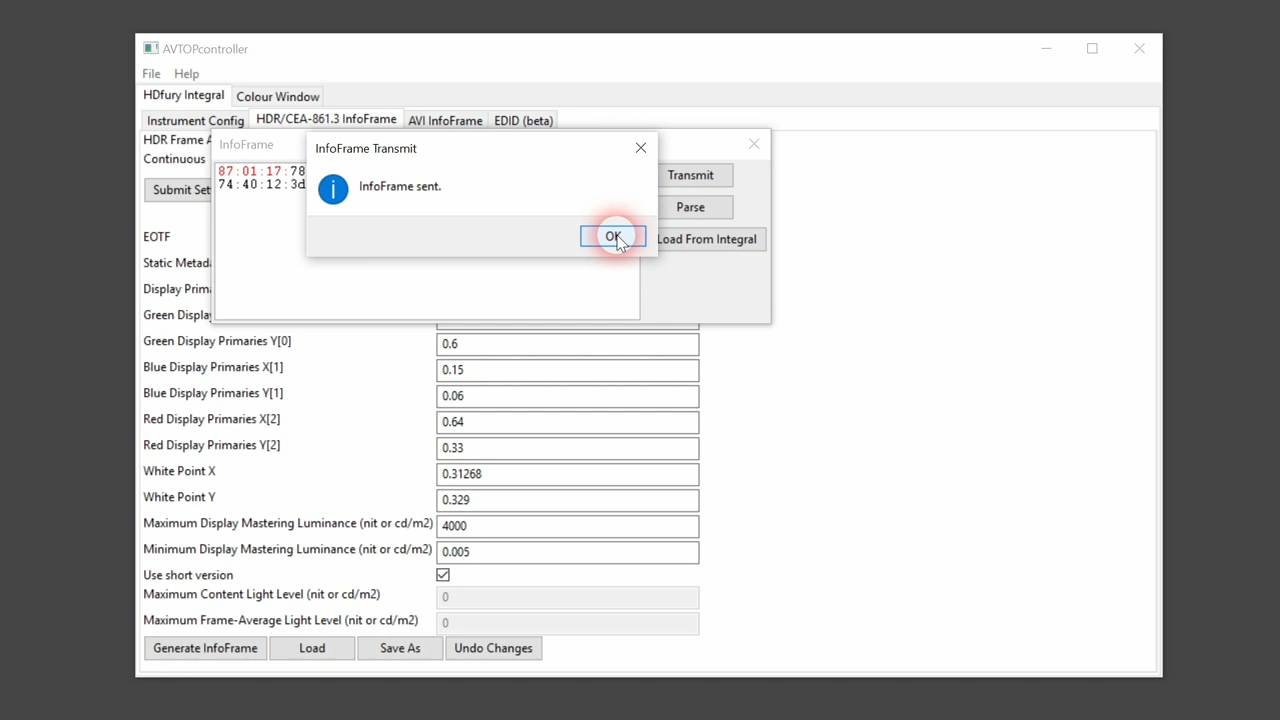 AVTOPcontroller
File Help
HDfury Integral Colour Window
Instrument Config HDR/CEA-861.3 InfoFrame AVI InfoFrame EDID (beta)
HDR Frame
InfoFrame
InfoFrame Transmit
Continuous
87:01:17:78
74:40:12:3d
InfoFrame sent.
Transmit
Submit
Parse
EOTF
OK
Load From Integral
Static
Display
Green
Green Display Primaries Y[0] 0.6
Blue Display Primaries X[1] 0.15
Blue Display Primaries Y[1] 0.06
Red Display Primaries X[2] 0.64
Red Display Primaries Y[2] 0.33
White Point X 0.31268
White Point Y 0.329
Maximum Display Mastering Luminance (nit or cd/m2) 4000
Minimum Display Mastering Luminance (nit or cd/m2) 0.005
Use short version
Maximum Content Light Level (nit or cd/m2) 0
Maximum Frame-Average Light Level (nit or cd/m2) 0
Generate InfoFrame Load Save As Undo Changes